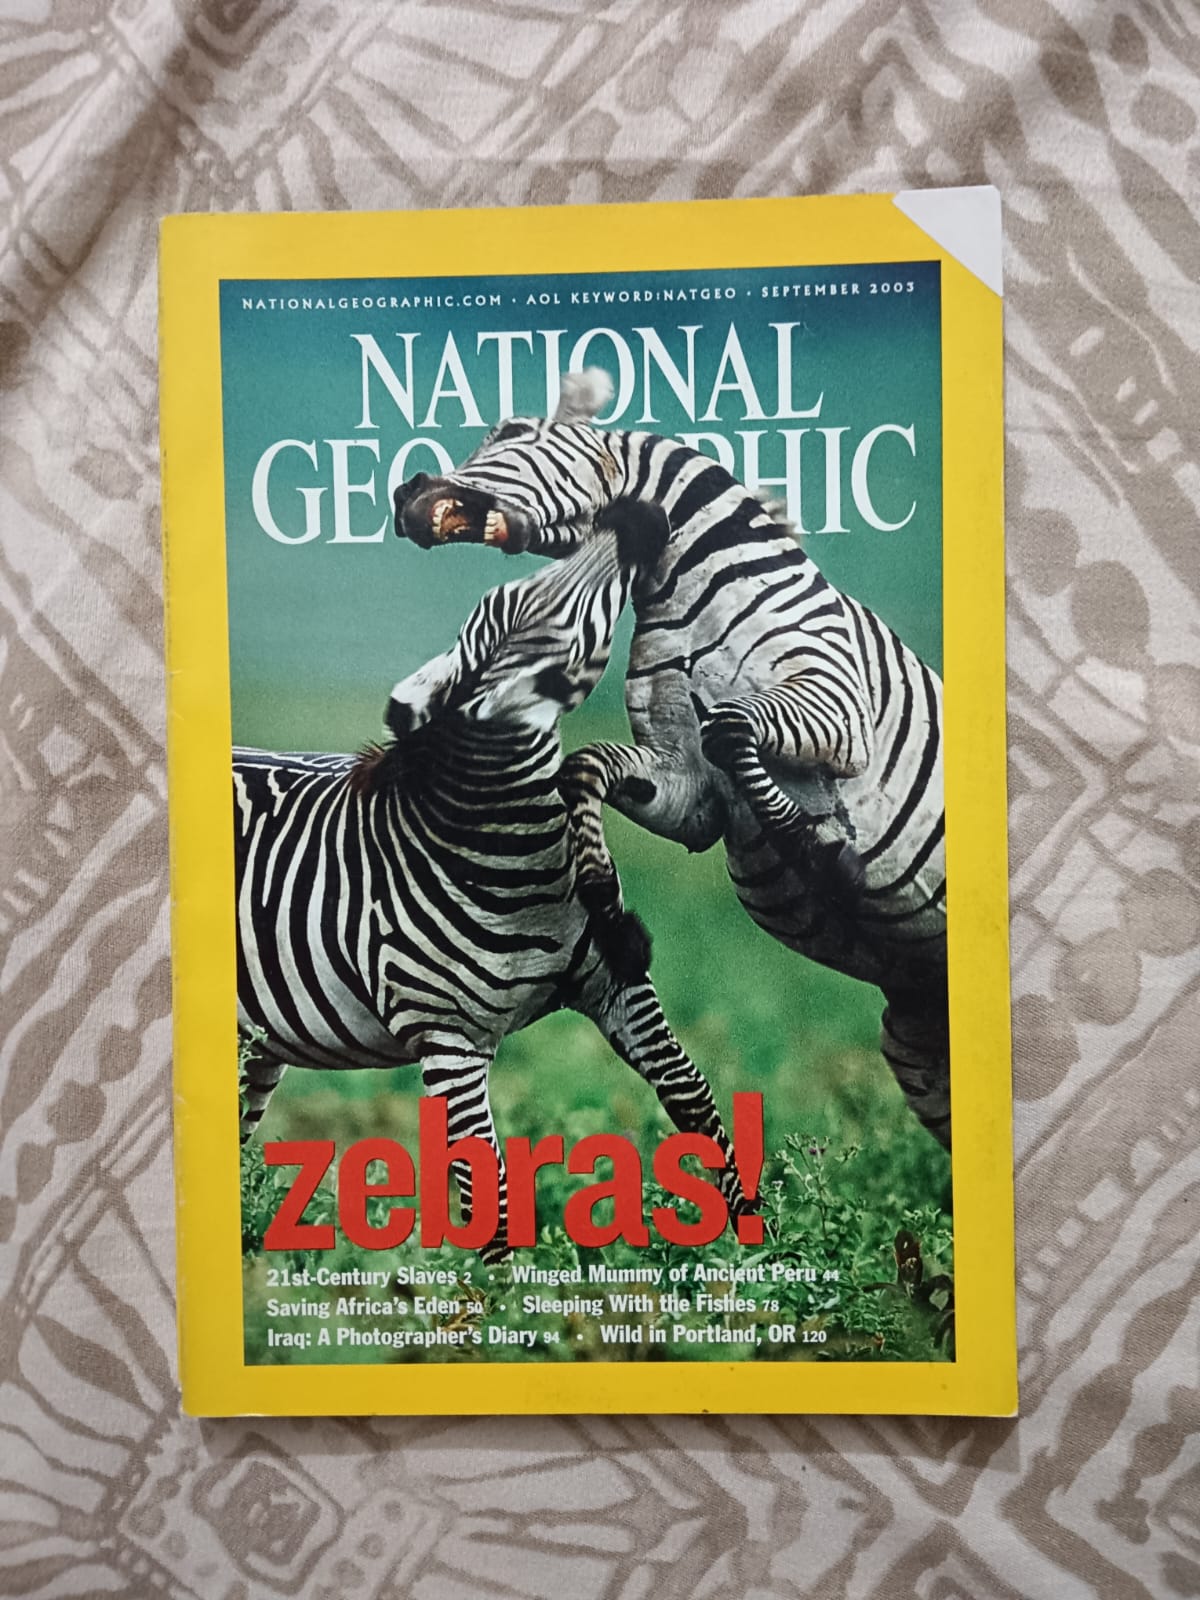 NATIONALGEOGRAPHIC.COM • AOL KEYWORD:NATGEO • SEPTEMBER 2003
NATIONAL
GEOGRAPHIC
zebras!
21st-Century Slaves 2 • Winged Mummy of Ancient Peru 44
Saving Africa's Eden 50 • Sleeping With the Fishes 78
Iraq: A Photographer's Diary 94 • Wild in Portland, OR 120